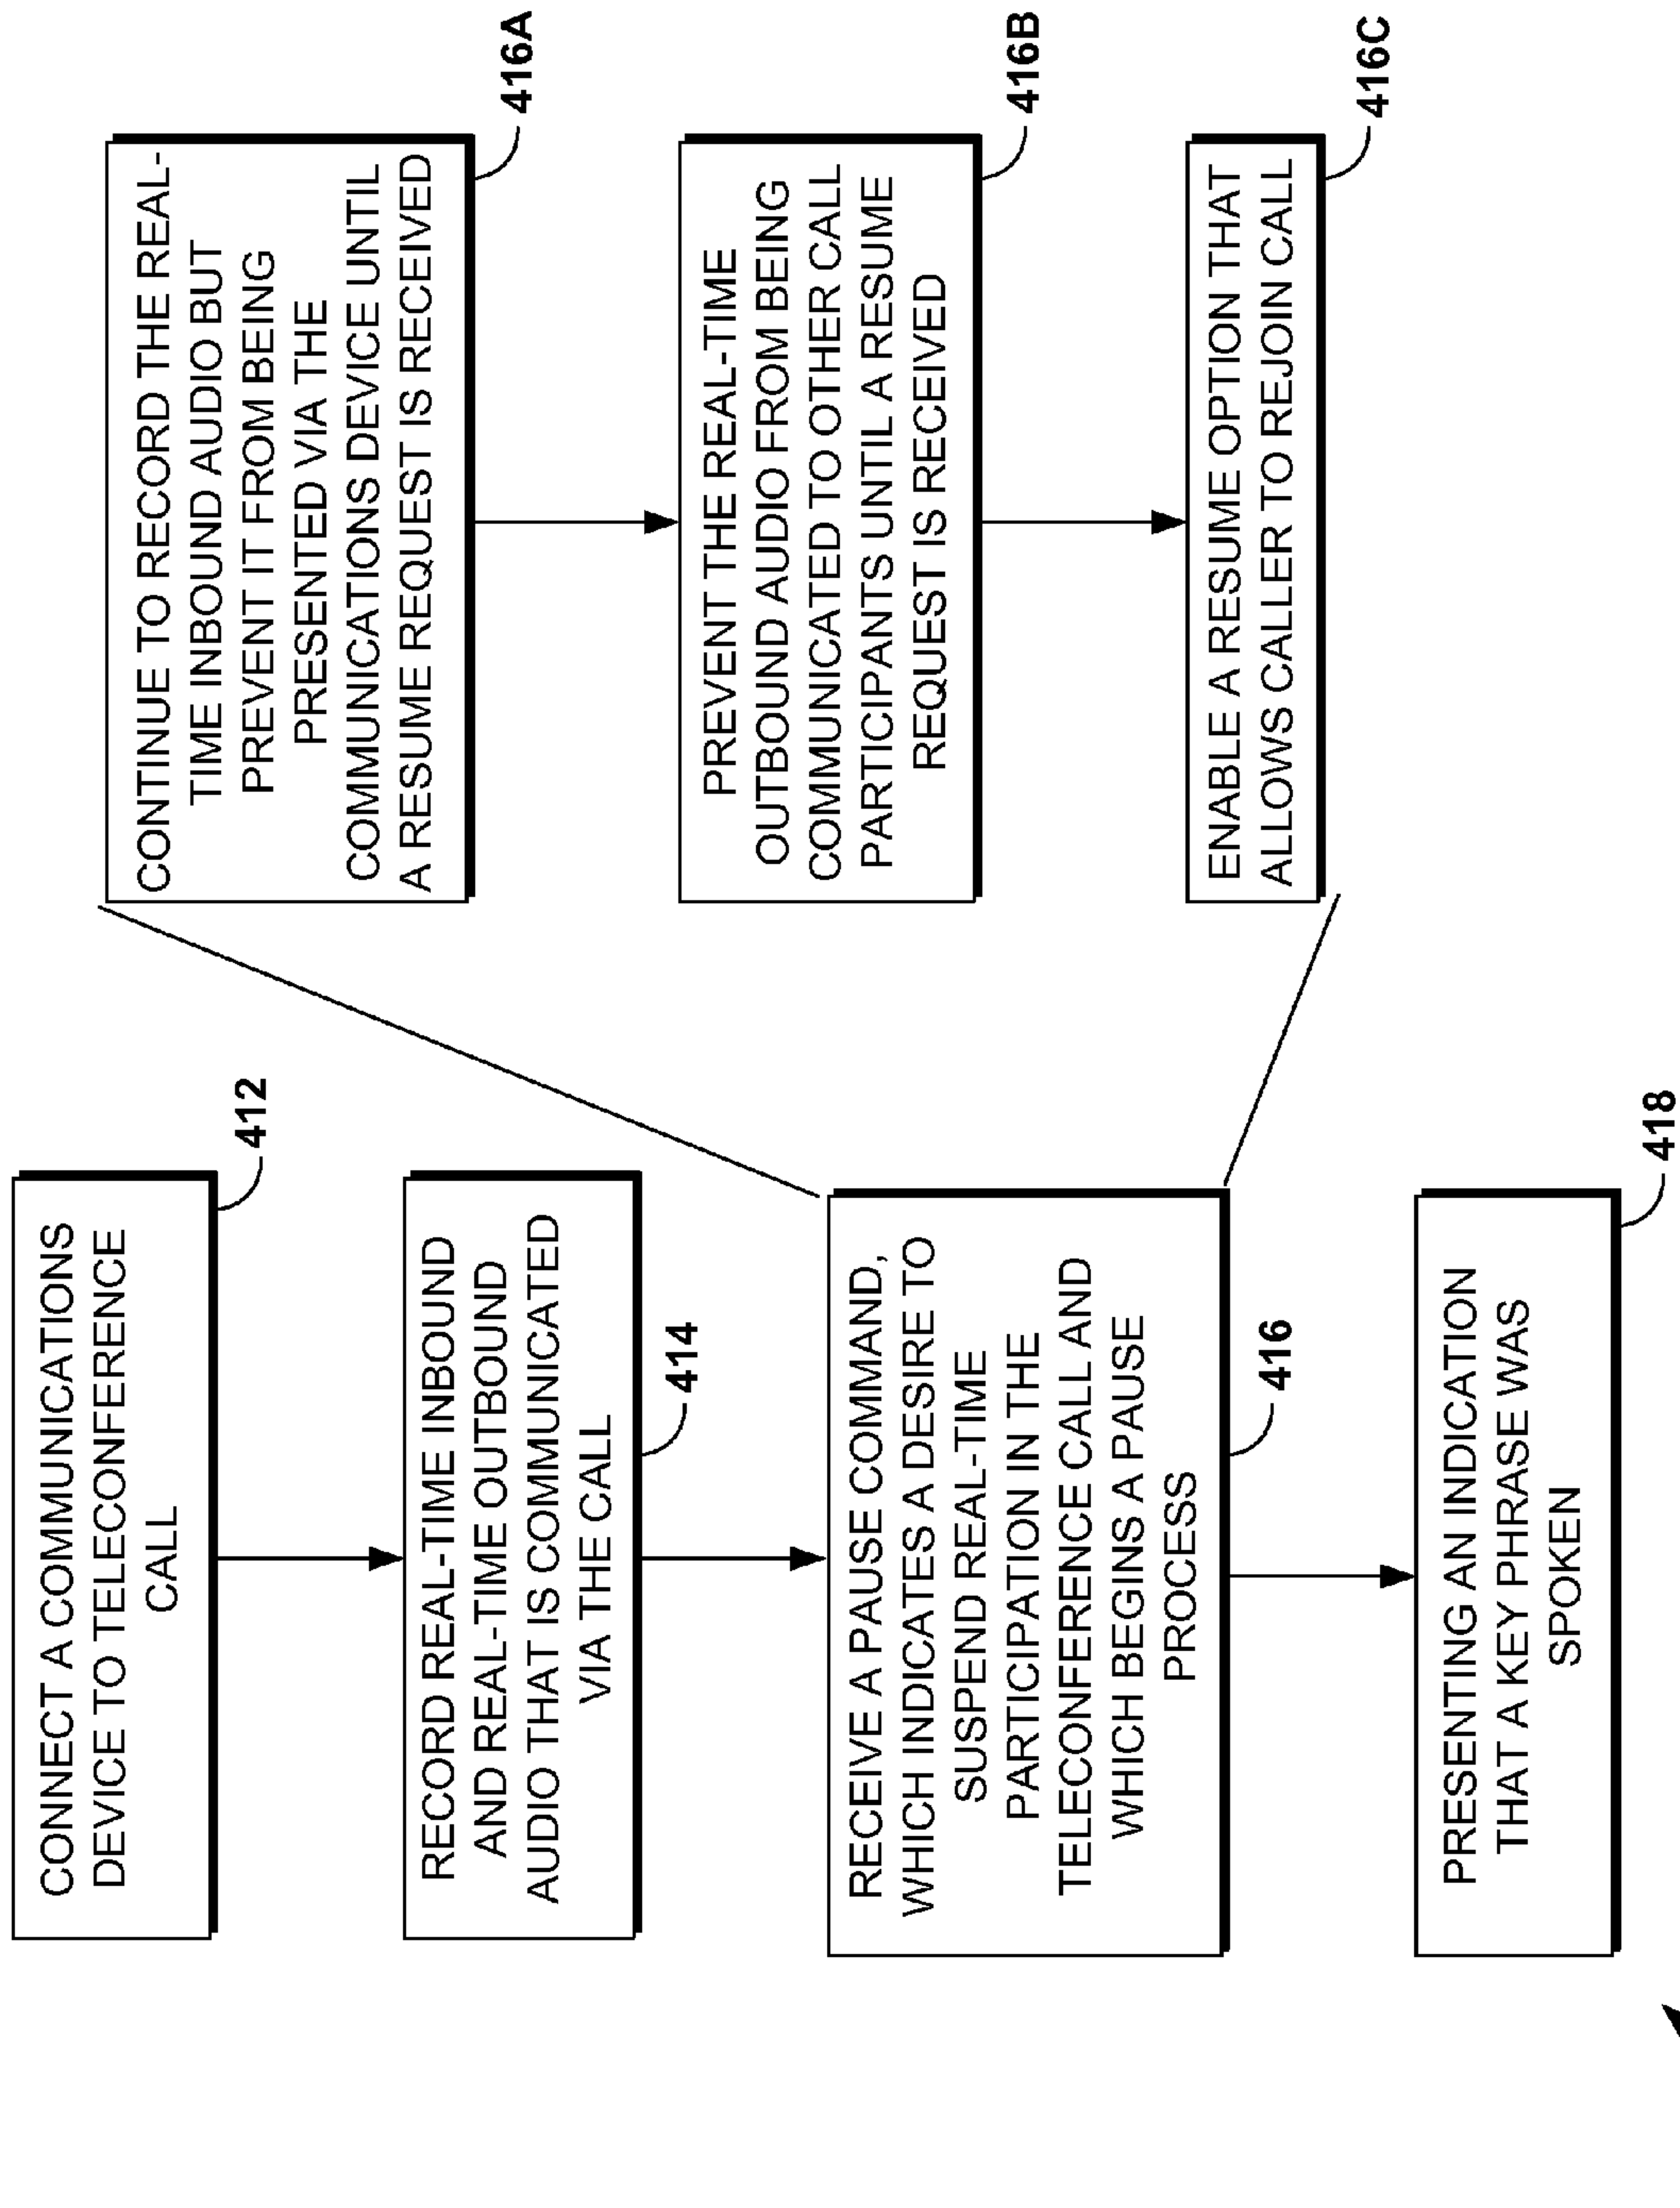 CONNECT A COMMUNICATIONS
DEVICE TO TELECONFERENCE
CALL
412
RECORD REAL-TIME INBOUND
AND REAL-TIME OUTBOUND
AUDIO THAT IS COMMUNICATED
VIA THE CALL
414
RECEIVE A PAUSE COMMAND,
WHICH INDICATES A DESIRE TO
SUSPEND REAL-TIME
PARTICIPATION IN THE
TELECONFERENCE CALL AND
WHICH BEGINS A PAUSE
PROCESS
416
PRESENTING AN INDICATION
THAT A KEY PHRASE WAS
SPOKEN
418
CONTINUE TO RECORD THE REAL-
TIME INBOUND AUDIO BUT
PREVENT IT FROM BEING
PRESENTED VIA THE
COMMUNICATIONS DEVICE UNTIL
A RESUME REQUEST IS RECEIVED
416A
PREVENT THE REAL-TIME
OUTBOUND AUDIO FROM BEING
COMMUNICATED TO OTHER CALL
PARTICIPANTS UNTIL A RESUME
REQUEST IS RECEIVED
416B
ENABLE A RESUME OPTION THAT
ALLOWS CALLER TO REJOIN CALL
416C